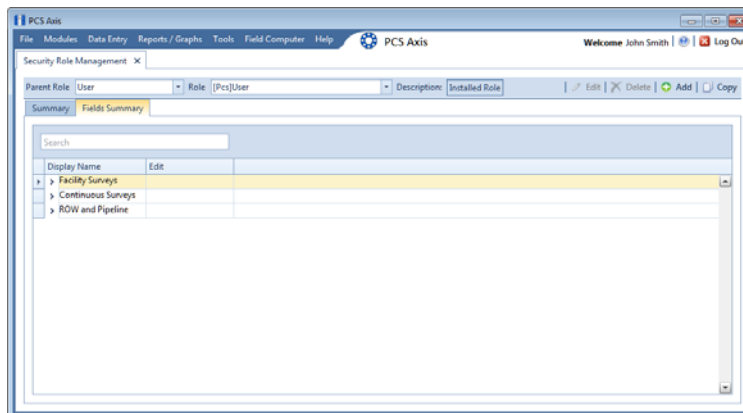 PCS Axis
File Modules Data Entry Reports / Graphs Tools Field Computer Help PCS Axis Welcome John Smith Log Ou
Security Role Management
Parent Role User Role [Pcs]User Description: Installed Role Edit Delete Add Copy
Summary Fields Summary
Search
Display Name Edit
Facility Surveys
Continuous Surveys
ROW and Pipeline